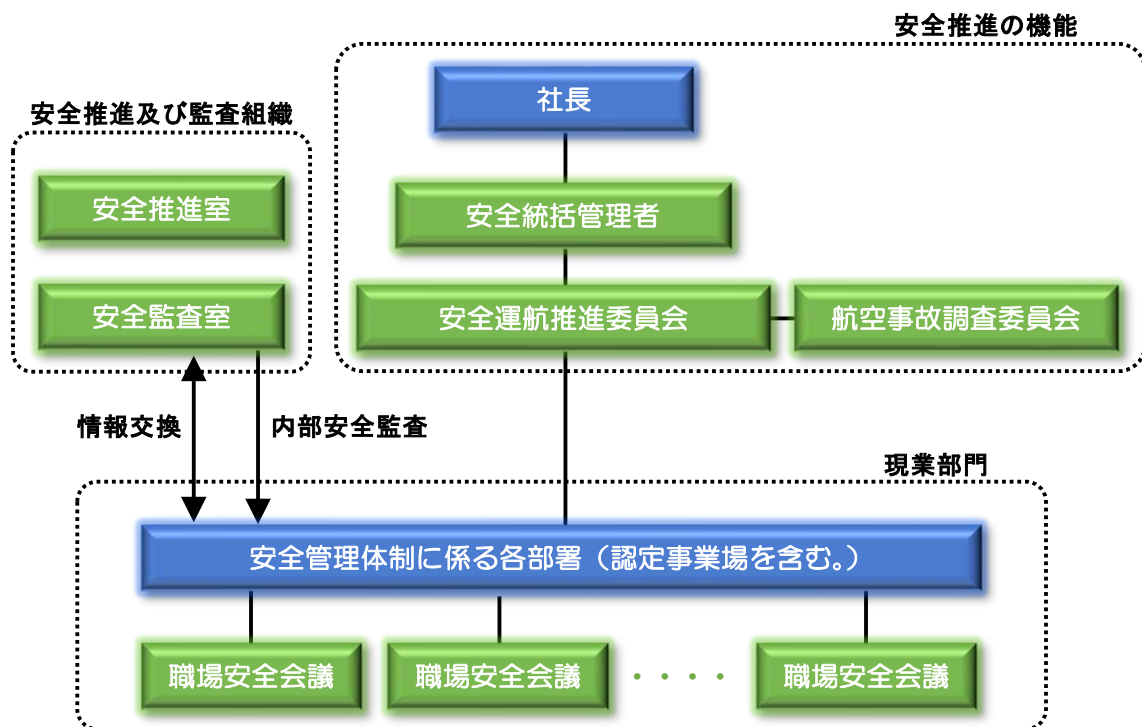 安全推進の機能
社長
安全統括管理者
安全運航推進委員会
航空事故調査委員会
安全推進及び監査組織
安全推進室
安全監査室
情報交換
内部安全監査
現業部門
安全管理体制に係る各部署（認定事業場を含む。）
職場安全会議
職場安全会議
・・・・
職場安全会議